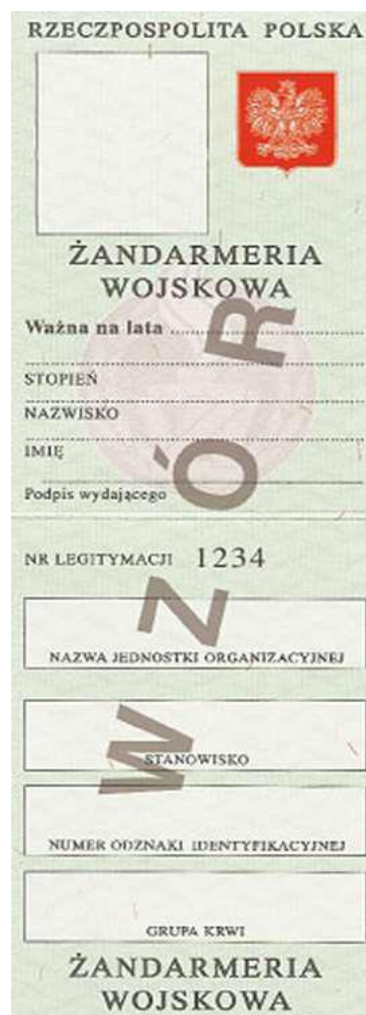 RZECZPOSPOLITA POLSKA
ŻANDARMERIA
WOJSKOWA
Ważna na lata
STOPIEŃ
NAZWISKO
IMIĘ
Podpis wydającego
NR LEGITYMACJI 1234
NAZWA JEDNOSTKI ORGANIZACYJNEJ
STANOWISKO
NUMER ODZNAKI IDENTYFIKACYJNEJ
GRUPA KRWI
ŻANDARMERIA
WOJSKOWA
WZÓR